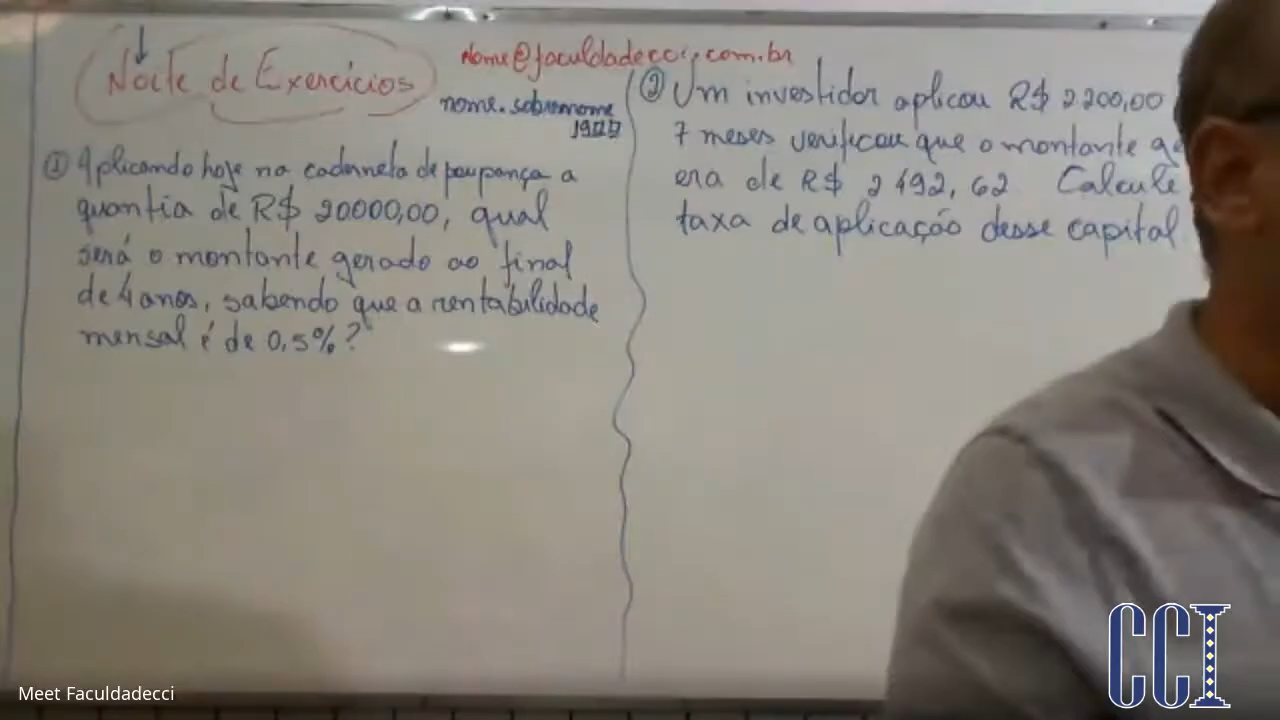 Noite de Exercícios
Nome@faculdadecci.com.br
nome.sobrenome
① Aplicando hoje na caderneta de poupança a
quantia de R$ 20000,00, qual
será o montante gerado ao final
de 4 anos, sabendo que a rentabilidade
mensal é de 0,5%?
② Um investidor aplicou R$ 2.200,00
7 meses verificou que o montante ge
era de R$ 2 492,62 Calcule
taxa de aplicação desse capital
CCI
Meet Faculdadecci